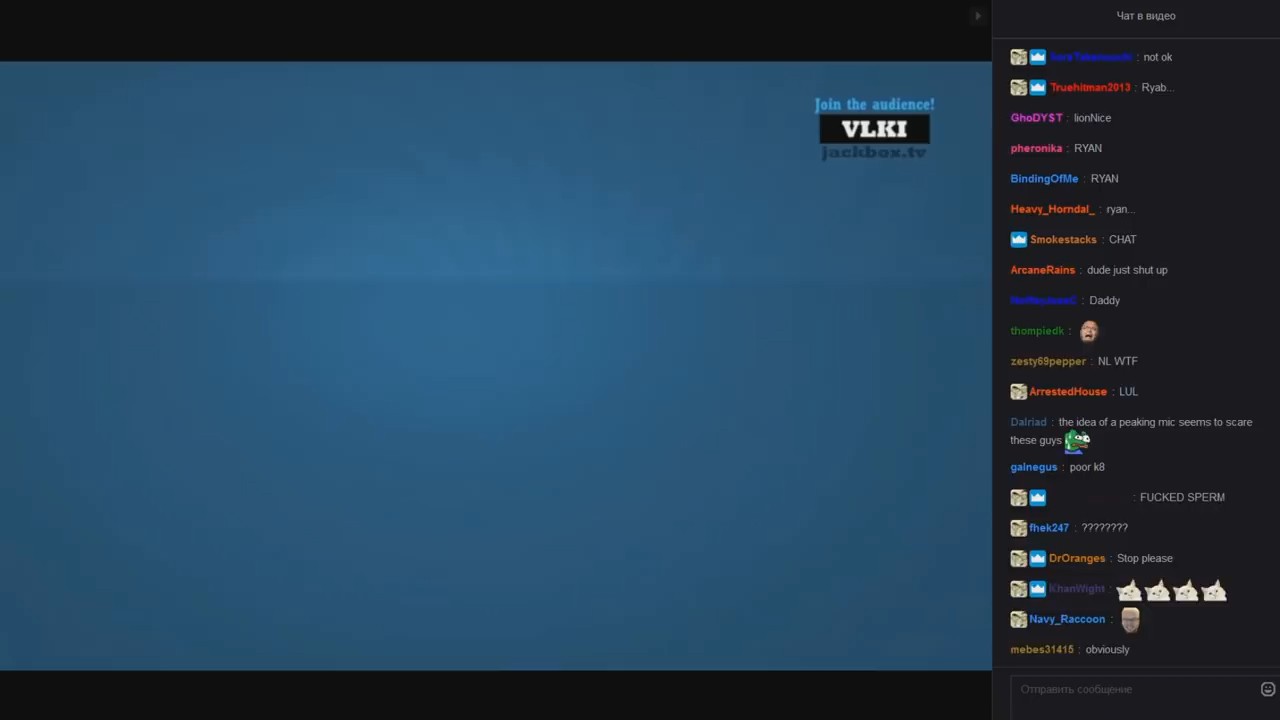 Чат в видео
Join the audience!
VLKI
jackbox.tv
: not ok
Truehitman2013 : Ryab...
GhoDYST : lionNice
pheronika : RYAN
BindingOfMe : RYAN
Heavy_Horndal_ : ryan...
Smokestacks : CHAT
ArcaneRains : dude just shut up
: Daddy
thompiedk :
zesty69pepper : NL WTF
ArrestedHouse : LUL
Dalriad : the idea of a peaking mic seems to scare
these guys
galnegus : poor k8
: FUCKED SPERM
fhek247 : ????????
DrOranges : Stop please
KhanWight :
Navy_Raccoon :
mebes31415 : obviously
Отправить сообщение